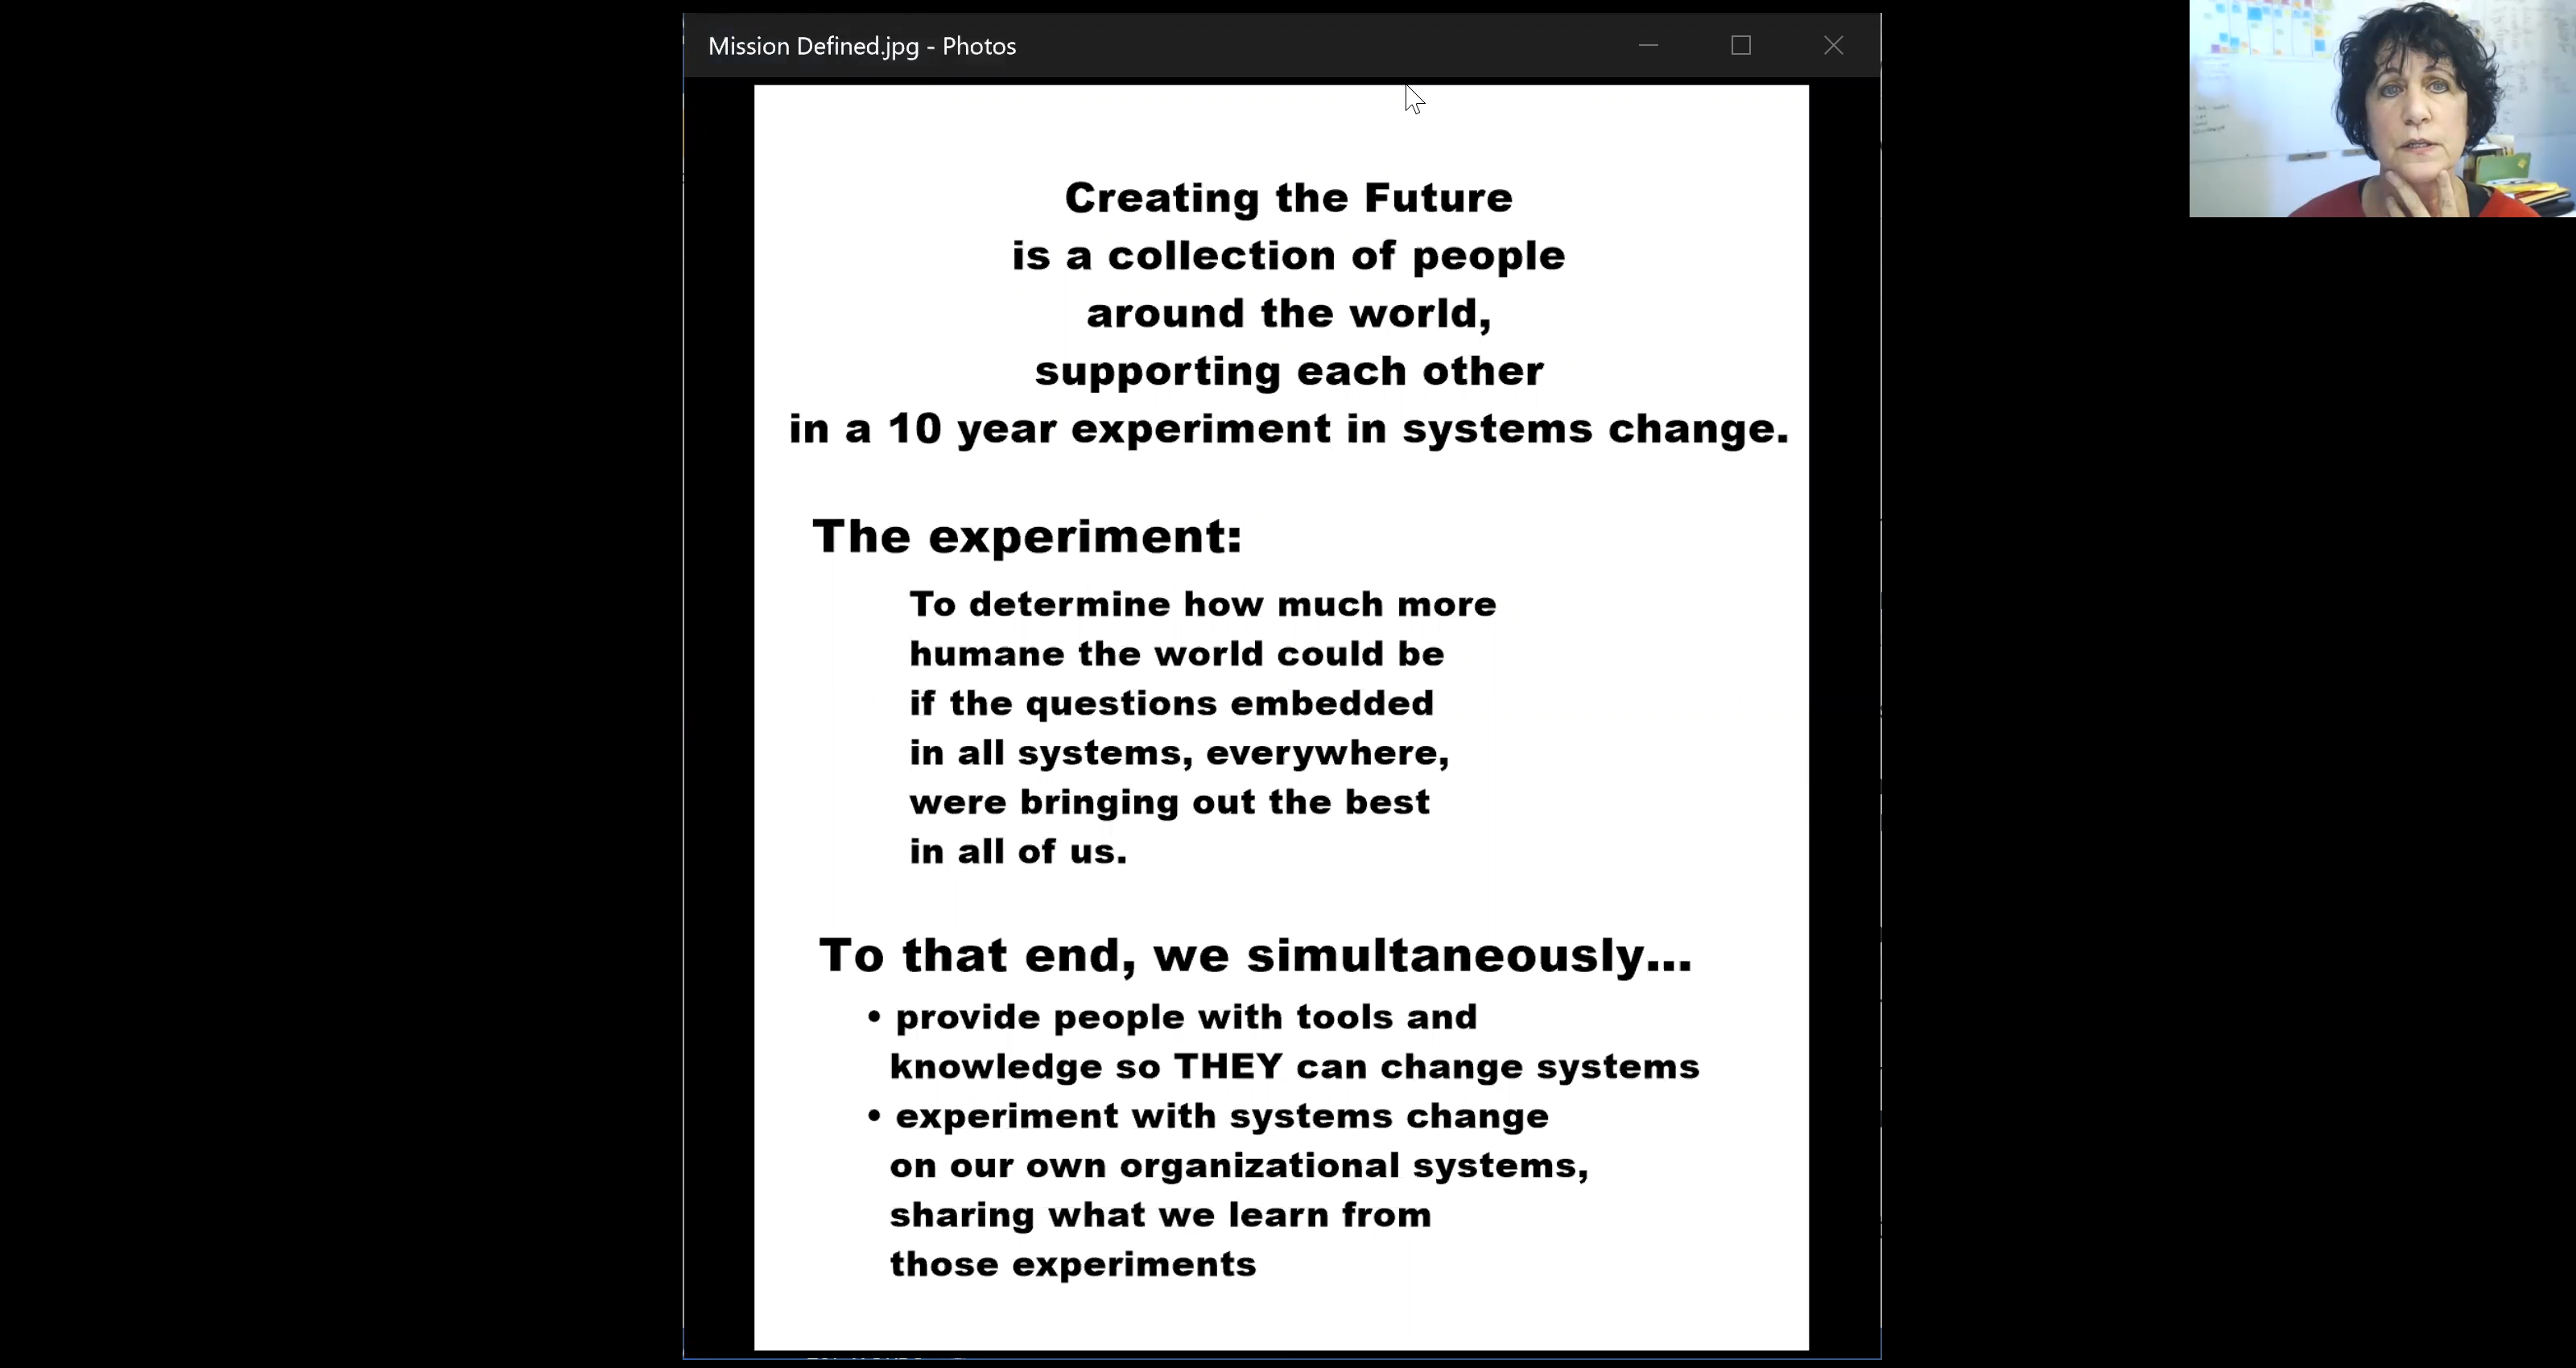 Mission Defined.jpg - Photos
Creating the Future
is a collection of people
around the world,
supporting each other
in a 10 year experiment in systems change.
The experiment:
To determine how much more
humane the world could be
if the questions embedded
in all systems, everywhere,
were bringing out the best
in all of us.
To that end, we simultaneously...
• provide people with tools and
knowledge so THEY can change systems
• experiment with systems change
on our own organizational systems,
sharing what we learn from
those experiments